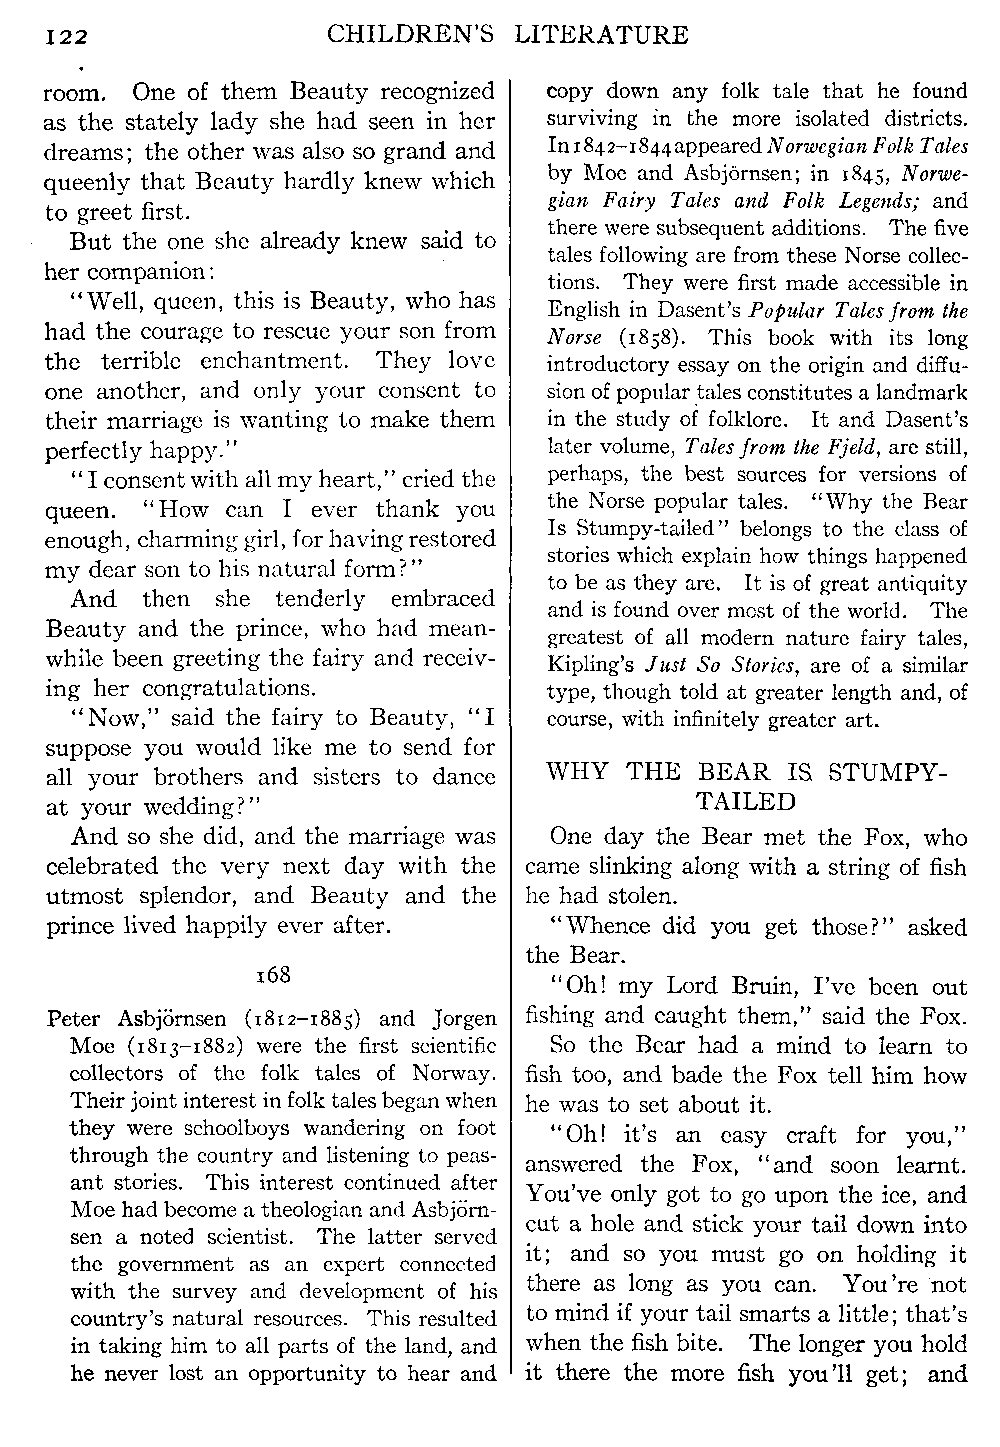 122
CHILDREN'S LITERATURE
room. One of them Beauty recognized
as the stately lady she had seen in her
dreams; the other was also so grand and
queenly that Beauty hardly knew which
to greet first.
But the one she already knew said to
her companion:
"Well, queen, this is Beauty, who has
had the courage to rescue your son from
the terrible enchantment. They love
one another, and only your consent to
their marriage is wanting to make them
perfectly happy."
"I consent with all my heart," cried the
queen. "How can I ever thank you
enough, charming girl, for having restored
my dear son to his natural form?"
And then she tenderly embraced
Beauty and the prince, who had mean-
while been greeting the fairy and receiv-
ing her congratulations.
"Now," said the fairy to Beauty, "I
suppose you would like me to send for
all your brothers and sisters to dance
at your wedding?"
And so she did, and the marriage was
celebrated the very next day with the
utmost splendor, and Beauty and the
prince lived happily ever after.
168
Peter Asbjörnsen (1812–1885) and Jorgen
Moe (1813–1882) were the first scientific
collectors of the folk tales of Norway.
Their joint interest in folk tales began when
they were schoolboys wandering on foot
through the country and listening to peas-
ant stories. This interest continued after
Moe had become a theologian and Asbjörn-
sen a noted scientist. The latter served
the government as an expert connected
with the survey and development of his
country's natural resources. This resulted
in taking him to all parts of the land, and
he never lost an opportunity to hear and
copy down any folk tale that he found
surviving in the more isolated districts.
In 1842–1844 appeared Norwegian Folk Tales
by Moe and Asbjörnsen; in 1845, Norwe-
gian Fairy Tales and Folk Legends; and
there were subsequent additions. The five
tales following are from these Norse collec-
tions. They were first made accessible in
English in Dasent's Popular Tales from the
Norse (1858). This book with its long
introductory essay on the origin and diffu-
sion of popular tales constitutes a landmark
in the study of folklore. It and Dasent's
later volume, Tales from the Fjeld, are still,
perhaps, the best sources for versions of
the Norse popular tales. "Why the Bear
Is Stumpy-tailed" belongs to the class of
stories which explain how things happened
to be as they are. It is of great antiquity
and is found over most of the world. The
greatest of all modern nature fairy tales,
Kipling's Just So Stories, are of a similar
type, though told at greater length and, of
course, with infinitely greater art.
WHY THE BEAR IS STUMPY-
TAILED
One day the Bear met the Fox, who
came slinking along with a string of fish
he had stolen.
"Whence did you get those?" asked
the Bear.
"Oh! my Lord Bruin, I've been out
fishing and caught them," said the Fox.
So the Bear had a mind to learn to
fish too, and bade the Fox tell him how
he was to set about it.
"Oh! it's an easy craft for you,"
answered the Fox, "and soon learnt.
You've only got to go upon the ice, and
cut a hole and stick your tail down into
it; and so you must go on holding it
there as long as you can. You're not
to mind if your tail smarts a little; that's
when the fish bite. The longer you hold
it there the more fish you'll get; and